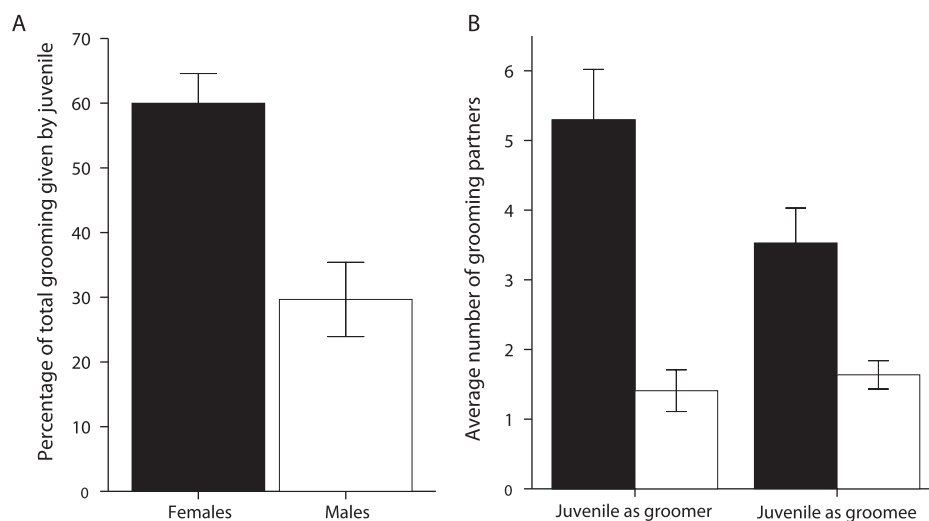 A
Percentage of total grooming given by juvenile
70
60
50
40
30
20
10
0
Females Males
B
Average number of grooming partners
6
5
4
3
2
1
0
Juvenile as groomer Juvenile as groomee